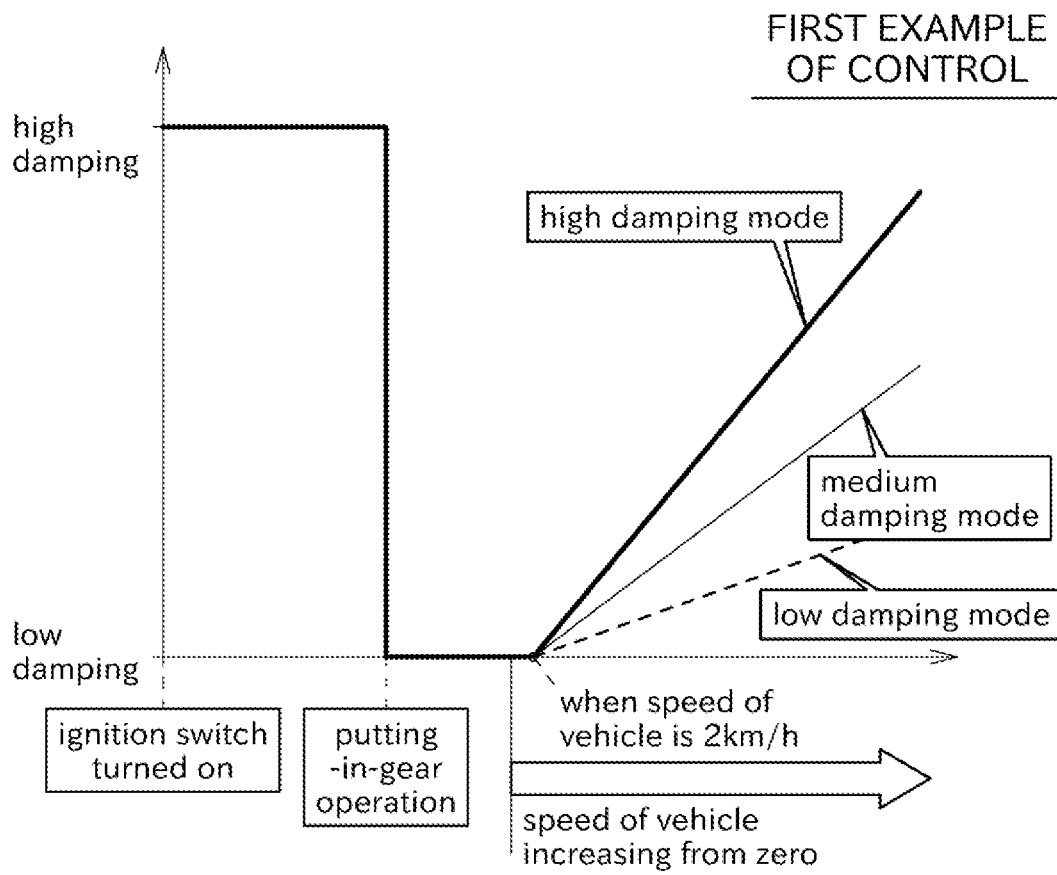 FIRST EXAMPLE
OF CONTROL
high
damping
high damping mode
medium
damping mode
low damping mode
low
damping
ignition switch
turned on
putting
-in-gear
operation
when speed of
vehicle is 2km/h
speed of vehicle
increasing from zero